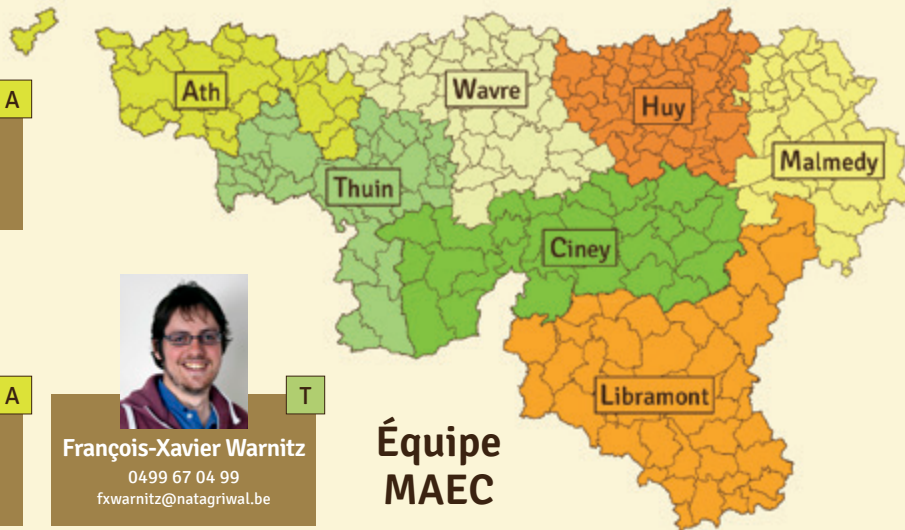 A
Ath
Wavre
Huy
Malmedy
Thuin
Ciney
Libramont
A
T
François-Xavier Warnitz
0499 67 04 99
fxwarnitz@natagriwal.be
Équipe
MAEC